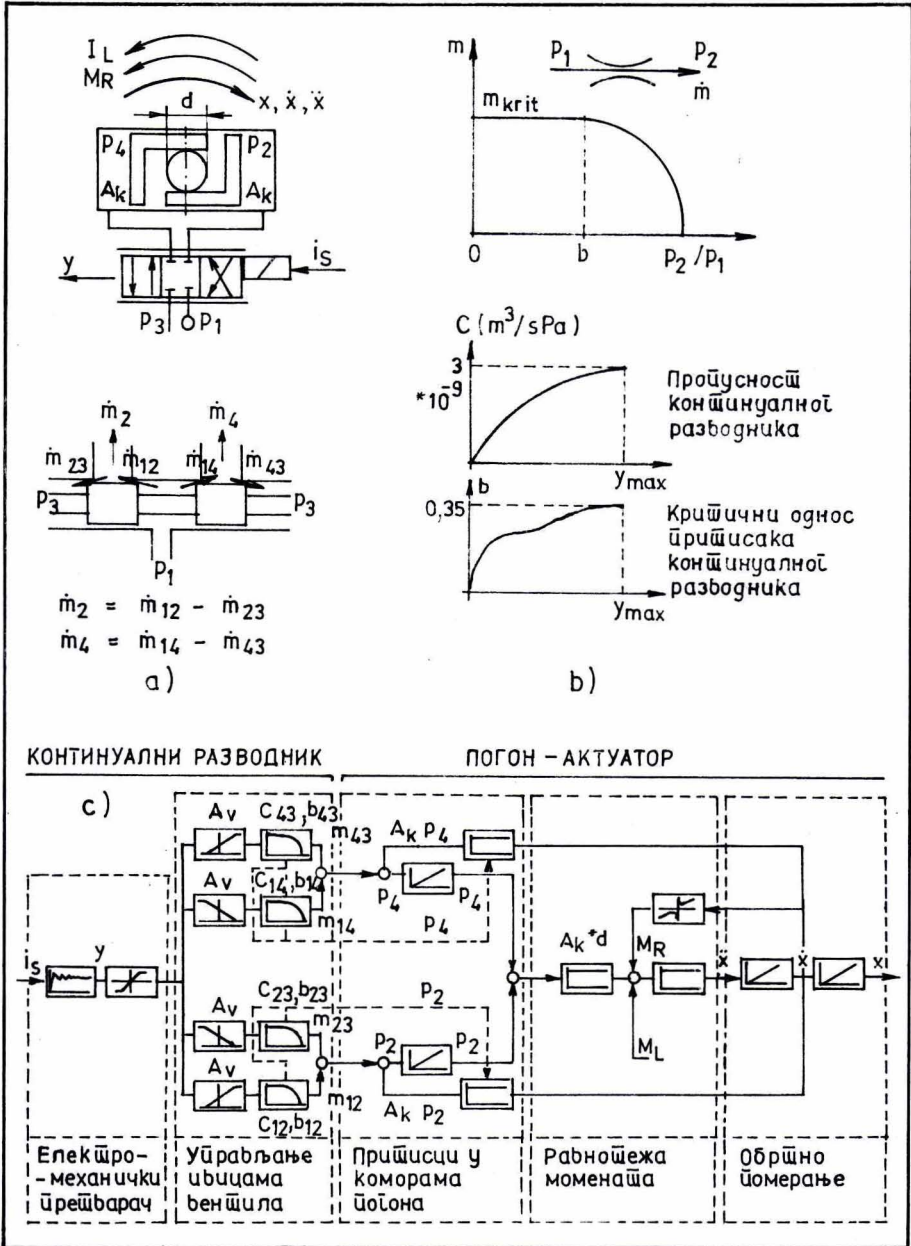 I L
MR
x, ẋ, ẍ
d
p4
p2
Ak
Ak
y
is
p3
p1
ṁ2
ṁ4
ṁ23
ṁ12
ṁ14
ṁ43
p3
p3
p1
ṁ2 = ṁ12 - ṁ23
ṁ4 = ṁ14 - ṁ43
a)
m
p1
p2
ṁ
mkrit
0
b
p2/p1
C (m³/sPa)
3
*10⁻⁹
ymax
Пропусност
континуалног
разводника
b
0,35
ymax
Критични однос
притисака
континуалног
разводника
b)
КОНТИНУАЛНИ РАЗВОДНИК
ПОГОН - АКТУАТОР
c)
Av
C43,b43
m43
Ak p4
Av
C14,b14
m14
p4
p4
p4
s
y
Av
C23,b23
m23
p2
Av
C12,b12
m12
p2
p2
Ak p2
Ak*d
MR
ML
ẍ
ẋ
ẋ
x
Електро-
-механички
претварач
Управљање
ивицама
вентила
Притисци у
коморама
погона
Равнотежа
момената
Обртно
померање